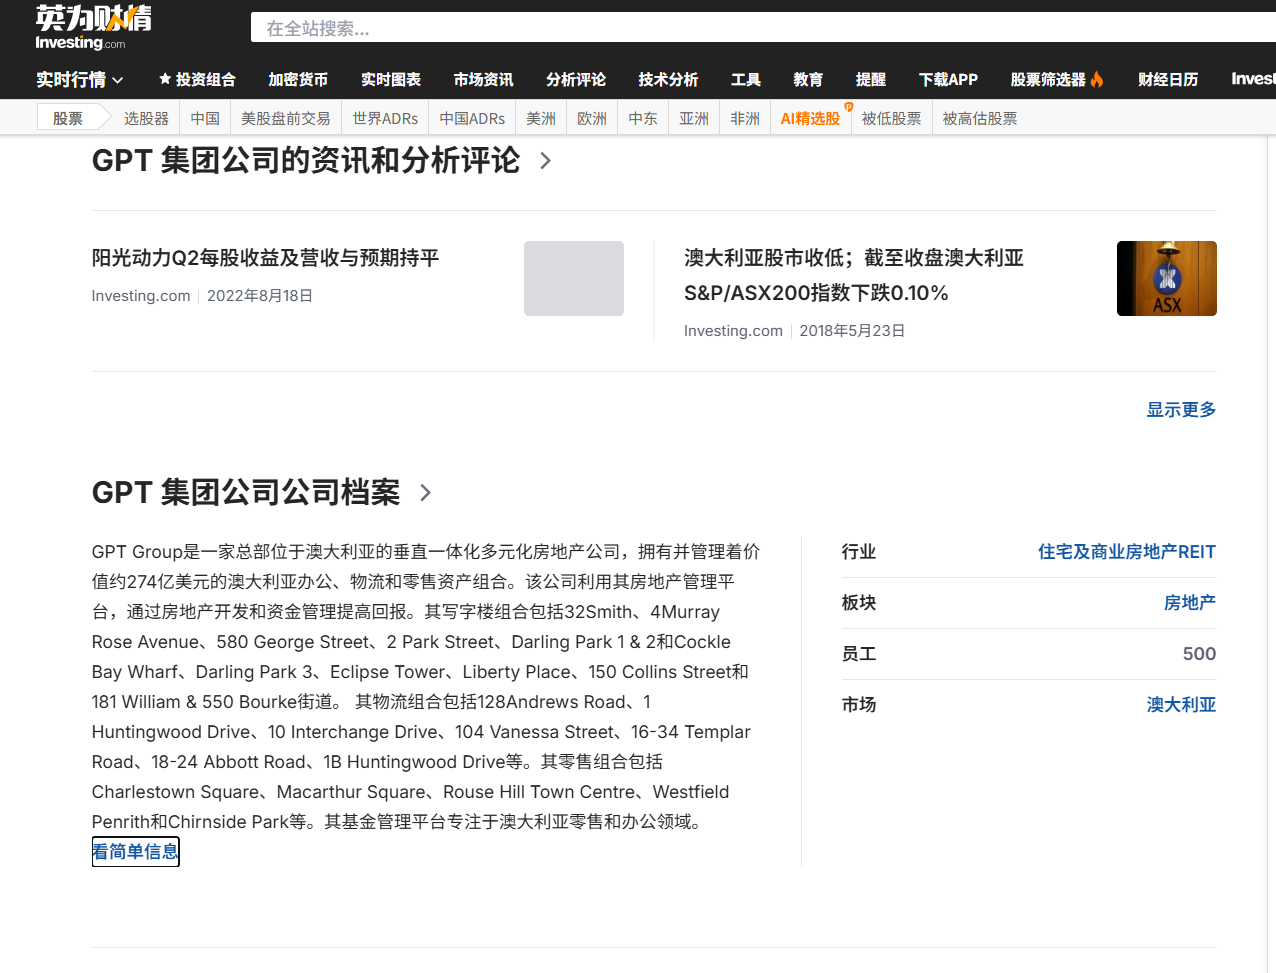 英为财情
Investing.com
在全站搜索...
实时行情
投资组合
加密货币
实时图表
市场资讯
分析评论
技术分析
工具
教育
提醒
下载APP
股票筛选器
财经日历
Invest
股票
选股器
中国
美股盘前交易
世界ADRs
中国ADRs
美洲
欧洲
中东
亚洲
非洲
AI精选股
被低股票
被高估股票
GPT 集团公司的资讯和分析评论
阳光动力Q2每股收益及营收与预期持平
Investing.com
2022年8月18日
澳大利亚股市收低；截至收盘澳大利亚
S&P/ASX200指数下跌0.10%
Investing.com
2018年5月23日
ASX
显示更多
GPT 集团公司公司档案
GPT Group是一家总部位于澳大利亚的垂直一体化多元化房地产公司，拥有并管理着价
值约274亿美元的澳大利亚办公、物流和零售资产组合。该公司利用其房地产管理平
台，通过房地产开发和资金管理提高回报。其写字楼组合包括32Smith、4Murray
Rose Avenue、580 George Street、2 Park Street、Darling Park 1 & 2和Cockle
Bay Wharf、Darling Park 3、Eclipse Tower、Liberty Place、150 Collins Street和
181 William & 550 Bourke街道。 其物流组合包括128Andrews Road、1
Huntingwood Drive、10 Interchange Drive、104 Vanessa Street、16-34 Templar
Road、18-24 Abbott Road、1B Huntingwood Drive等。其零售组合包括
Charlestown Square、Macarthur Square、Rouse Hill Town Centre、Westfield
Penrith和Chirnside Park等。其基金管理平台专注于澳大利亚零售和办公领域。
看简单信息
行业
住宅及商业房地产REIT
板块
房地产
员工
500
市场
澳大利亚